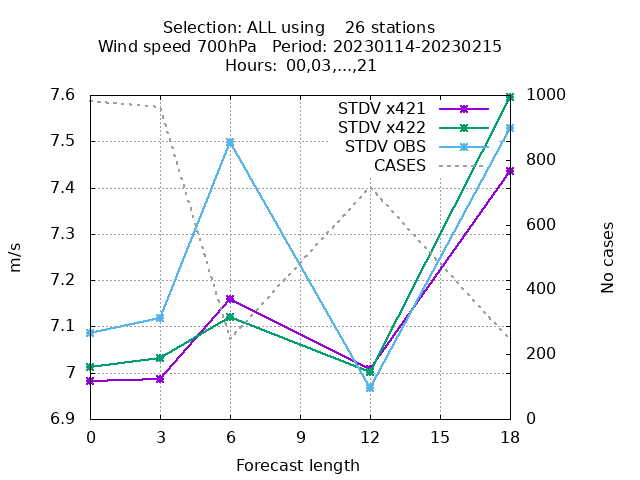 Selection: ALL using    26 stations
Wind speed 700hPa   Period: 20230114-20230215
Hours: 00,03,...,21
STDV x421
STDV x422
STDV OBS
CASES
7.6
7.5
7.4
7.3
7.2
7.1
7
6.9
m/s
1000
800
600
400
200
0
No cases
0 3 6 9 12 15 18
Forecast length